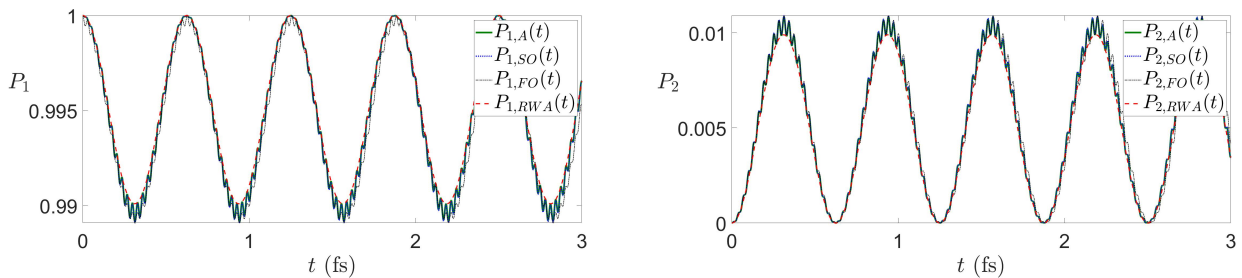 1
0.995
0.99
P₁
0 1 2 3
t (fs)
P₁,A(t)
P₁,SO(t)
P₁,FO(t)
P₁,RWA(t)
0.01
0.005
0
P₂
0 1 2 3
t (fs)
P₂,A(t)
P₂,SO(t)
P₂,FO(t)
P₂,RWA(t)